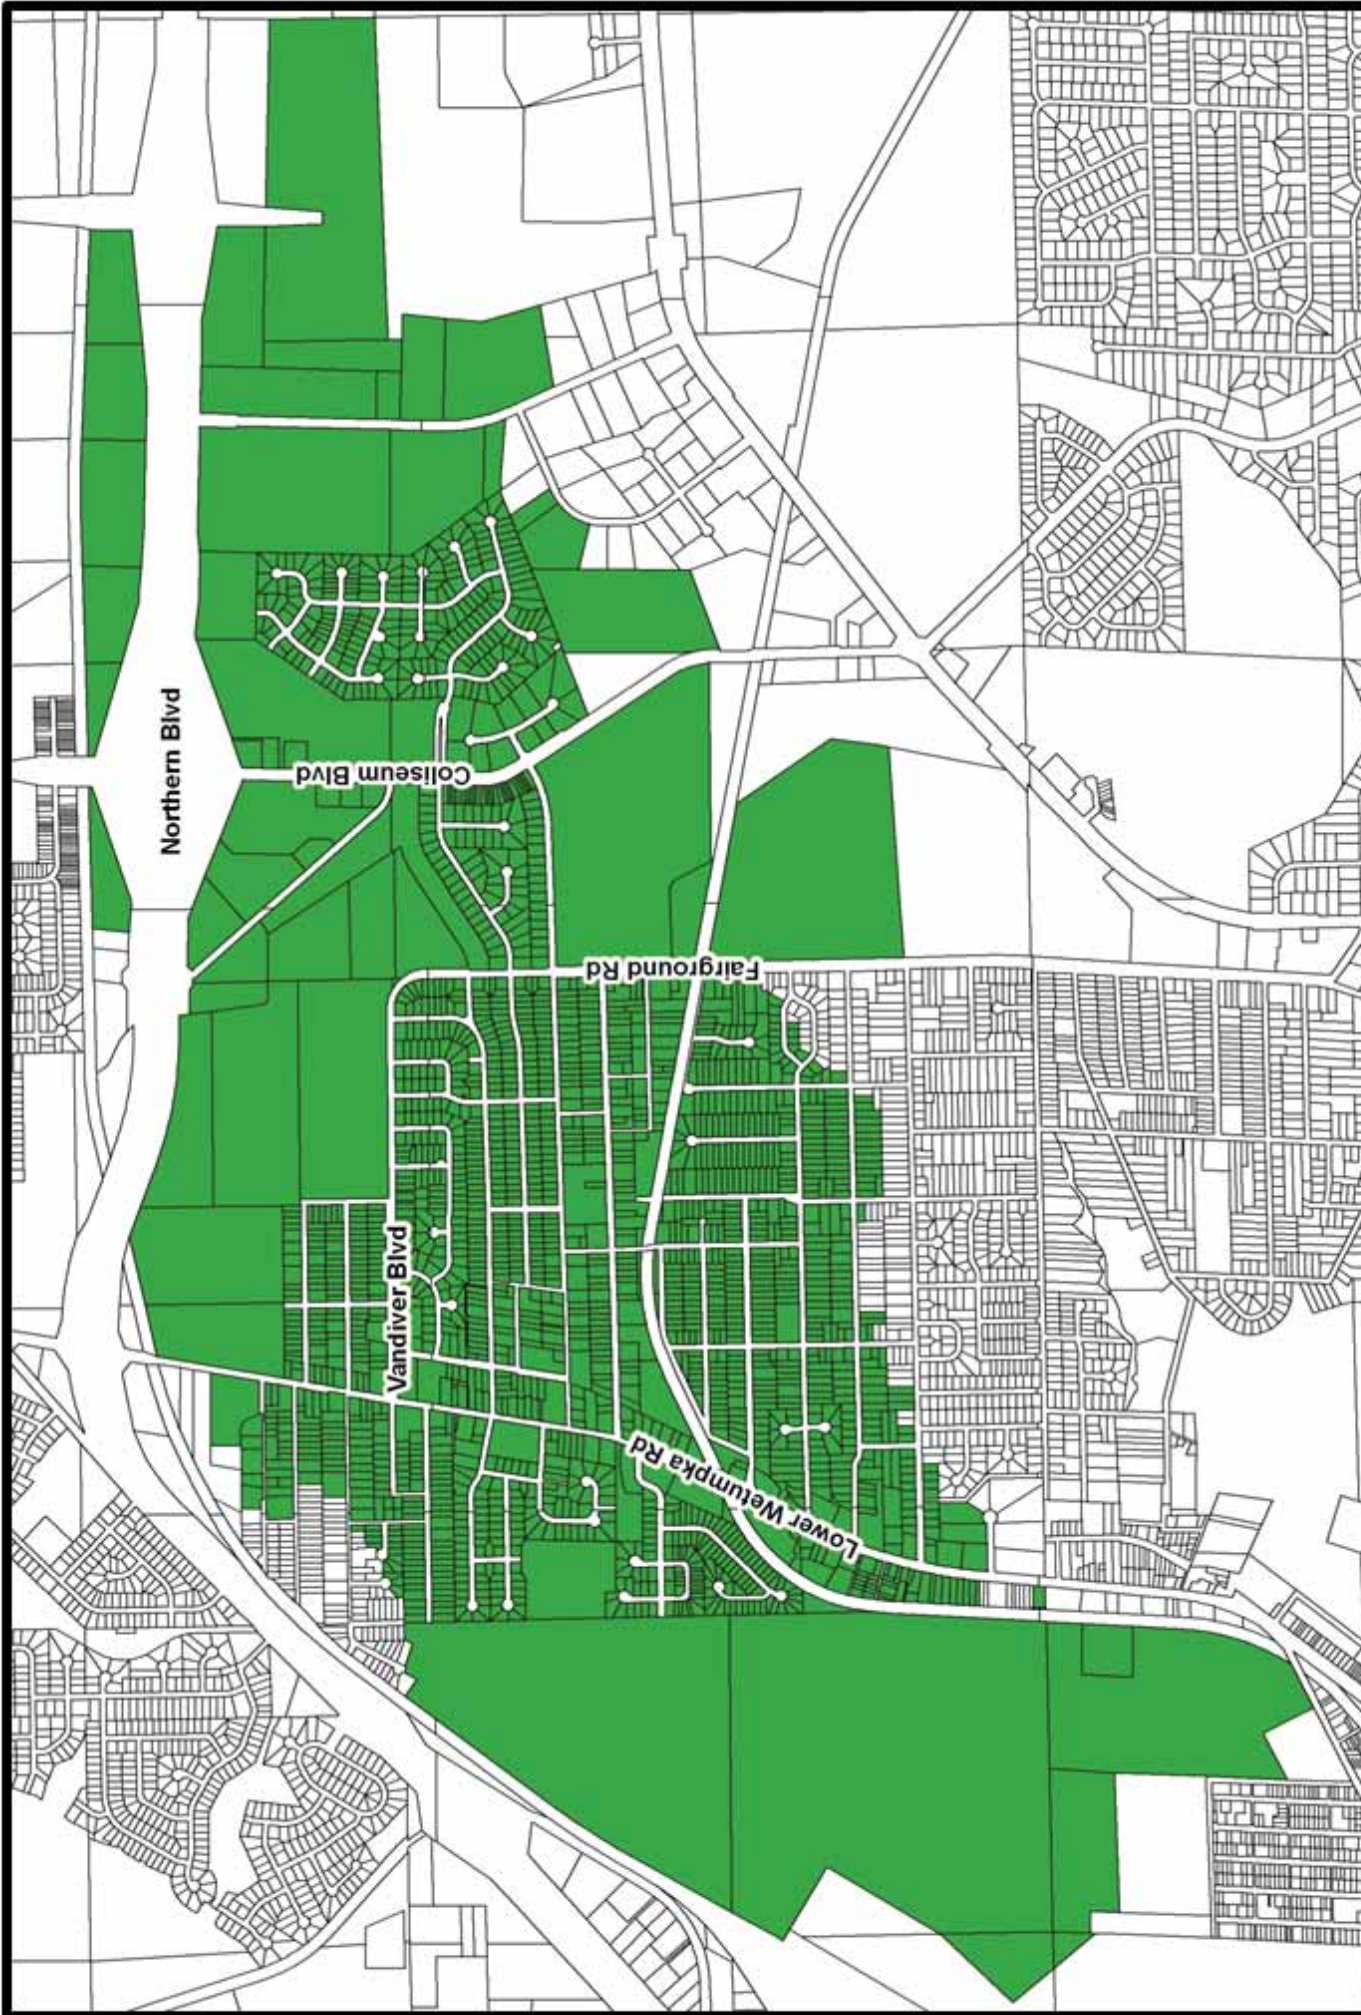 Northern Blvd
Coliseum Blvd
Fairground Rd
Vandiver Blvd
Lower Wetumpka Rd